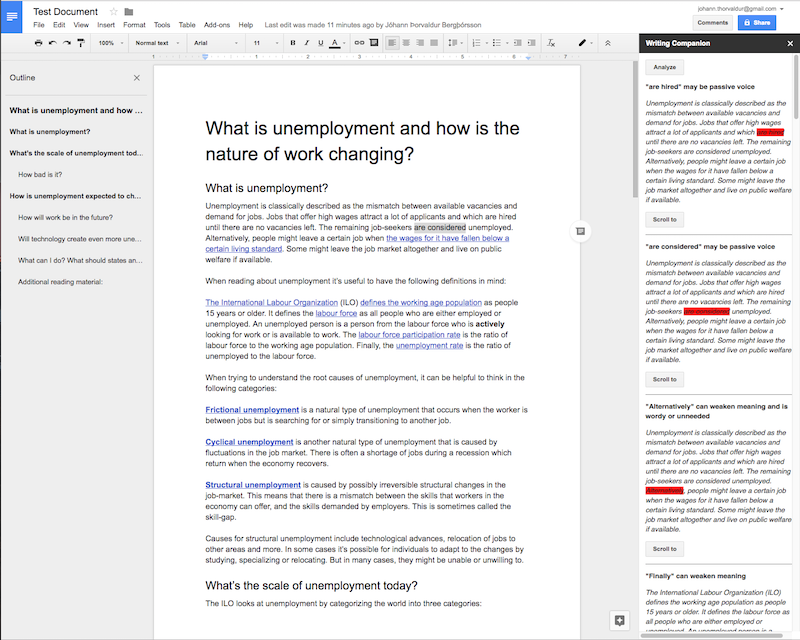 Test Document
johann.thorvaldur@gmail.com
File Edit View Insert Format Tools Table Add-ons Help Last edit was made 11 minutes ago by Jóhann Þorvaldur Bergþórsson
Comments
Share
100% Normal text Arial 11 B I U A
Writing Companion
Outline
What is unemployment and how ...
What is unemployment?
What's the scale of unemployment tod...
How bad is it?
How is unemployment expected to ch...
How will work be in the future?
Will technology create even more une...
What can I do? What should states an...
Additional reading material:
What is unemployment and how is the
nature of work changing?
What is unemployment?
Unemployment is classically described as the mismatch between available vacancies and
demand for jobs. Jobs that offer high wages attract a lot of applicants and which are hired
until there are no vacancies left. The remaining job-seekers are considered unemployed.
Alternatively, people might leave a certain job when the wages for it have fallen below a
certain living standard. Some might leave the job market altogether and live on public
welfare if available.
When reading about unemployment it's useful to have the following definitions in mind:
The International Labour Organization (ILO) defines the working age population as people
15 years or older. It defines the labour force as all people who are either employed or
unemployed. An unemployed person is a person from the labour force who is actively
looking for work or is available to work. The labour force participation rate is the ratio of
labour force to the working age population. Finally, the unemployment rate is the ratio of
unemployed to the labour force.
When trying to understand the root causes of unemployment, it can be helpful to think in the
following categories:
Frictional unemployment is a natural type of unemployment that occurs when the worker is
between jobs but is searching for or simply transitioning to another job.
Cyclical unemployment is another natural type of unemployment that is caused by
fluctuations in the job market. There is often a shortage of jobs during a recession which
return when the economy recovers.
Structural unemployment is caused by possibly irreversible structural changes in the
job-market. This means that there is a mismatch between the skills that workers in the
economy can offer, and the skills demanded by employers. This is sometimes called the
skill-gap.
Causes for structural unemployment include technological advances, relocation of jobs to
other areas and more. In some cases it's possible for individuals to adapt to the changes by
studying, specializing or relocating. But in many cases, they might be unable or unwilling to.
What's the scale of unemployment today?
The ILO looks at unemployment by categorizing the world into three categories:
Analyze
"are hired" may be passive voice
Unemployment is classically described as the
mismatch between available vacancies and
demand for jobs. Jobs that offer high wages
attract a lot of applicants and which are hired
until there are no vacancies left. The remaining
job-seekers are considered unemployed.
Alternatively, people might leave a certain job
when the wages for it have fallen below a
certain living standard. Some might leave the
job market altogether and live on public welfare
if available.
Scroll to
"are considered" may be passive voice
Unemployment is classically described as the
mismatch between available vacancies and
demand for jobs. Jobs that offer high wages
attract a lot of applicants and which are hired
until there are no vacancies left. The remaining
job-seekers are considered unemployed.
Alternatively, people might leave a certain job
when the wages for it have fallen below a
certain living standard. Some might leave the
job market altogether and live on public welfare
if available.
Scroll to
"Alternatively" can weaken meaning and is
wordy or unneeded
Unemployment is classically described as the
mismatch between available vacancies and
demand for jobs. Jobs that offer high wages
attract a lot of applicants and which are hired
until there are no vacancies left. The remaining
job-seekers are considered unemployed.
Alternatively, people might leave a certain job
when the wages for it have fallen below a
certain living standard. Some might leave the
job market altogether and live on public welfare
if available.
Scroll to
"Finally" can weaken meaning
The International Labour Organization (ILO)
defines the working age population as people
15 years or older. It defines the labour force as
all people who are either employed or